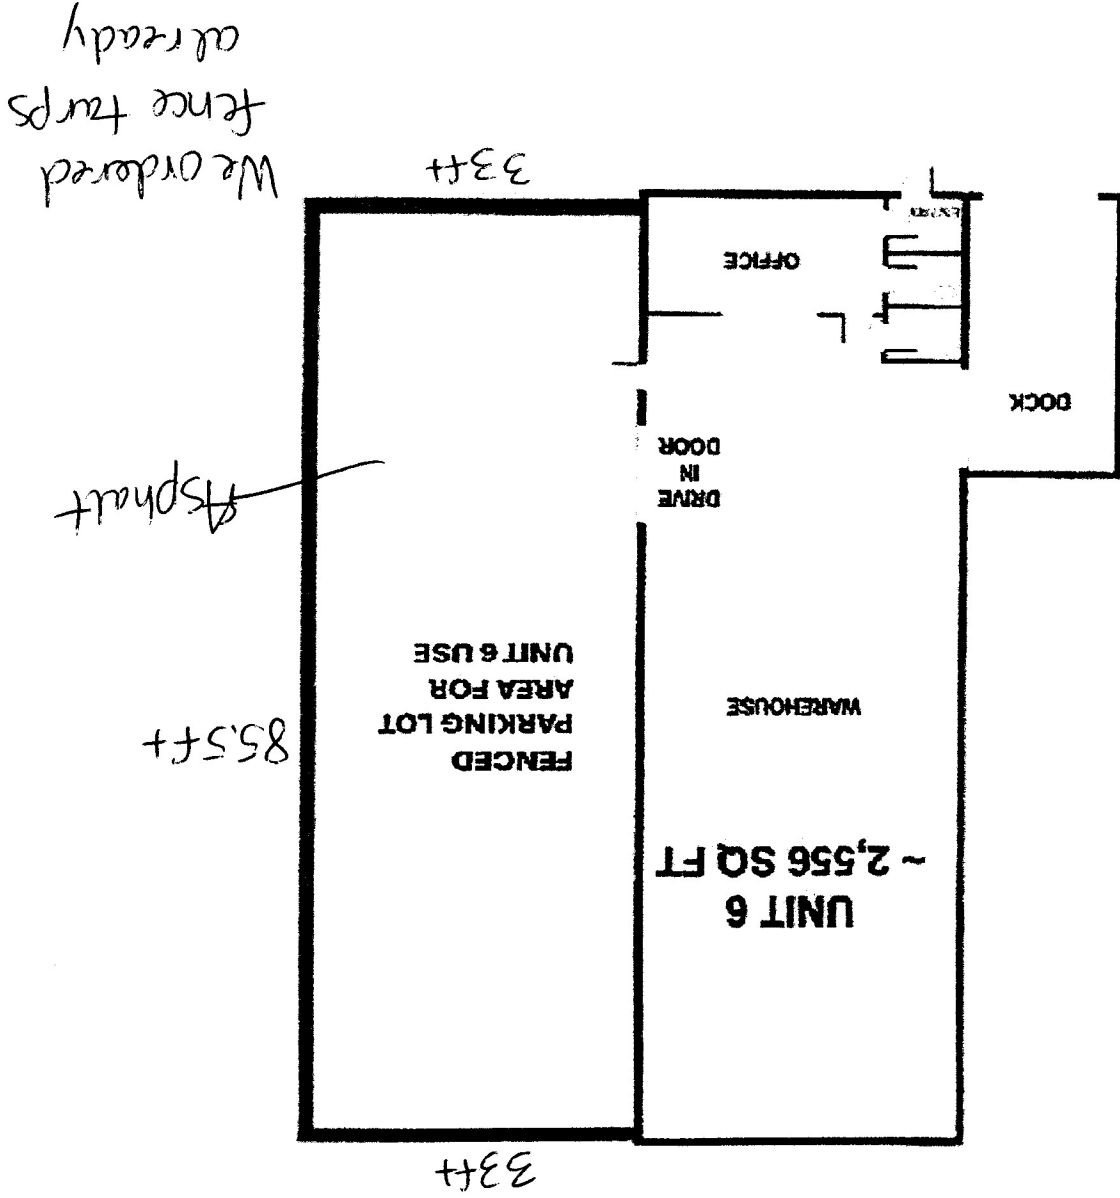 33ft
UNIT 6
~ 2,556 SQ FT
WAREHOUSE
FENCED
PARKING LOT
AREA FOR
UNIT 6 USE
85.5ft
DRIVE
IN
DOOR
Asphalt
DOCK
OFFICE
ENTRY
33ft
We ordered
fence tarps
already